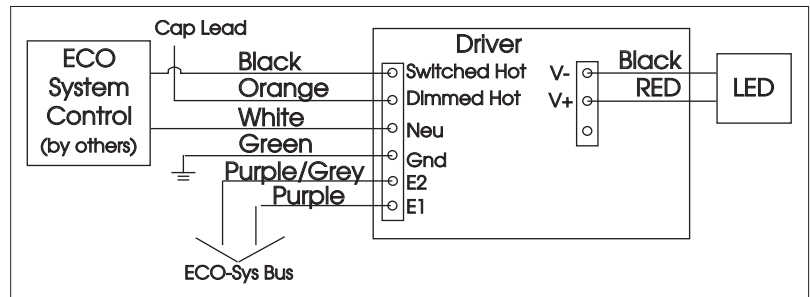 Cap Lead
ECO
System
Control
(by others)
Black
Orange
White
Green
Purple/Grey
Purple
ECO-Sys Bus
Driver
Switched Hot
Dimmed Hot
Neu
Gnd
E2
E1
V-
V+
Black
RED
LED